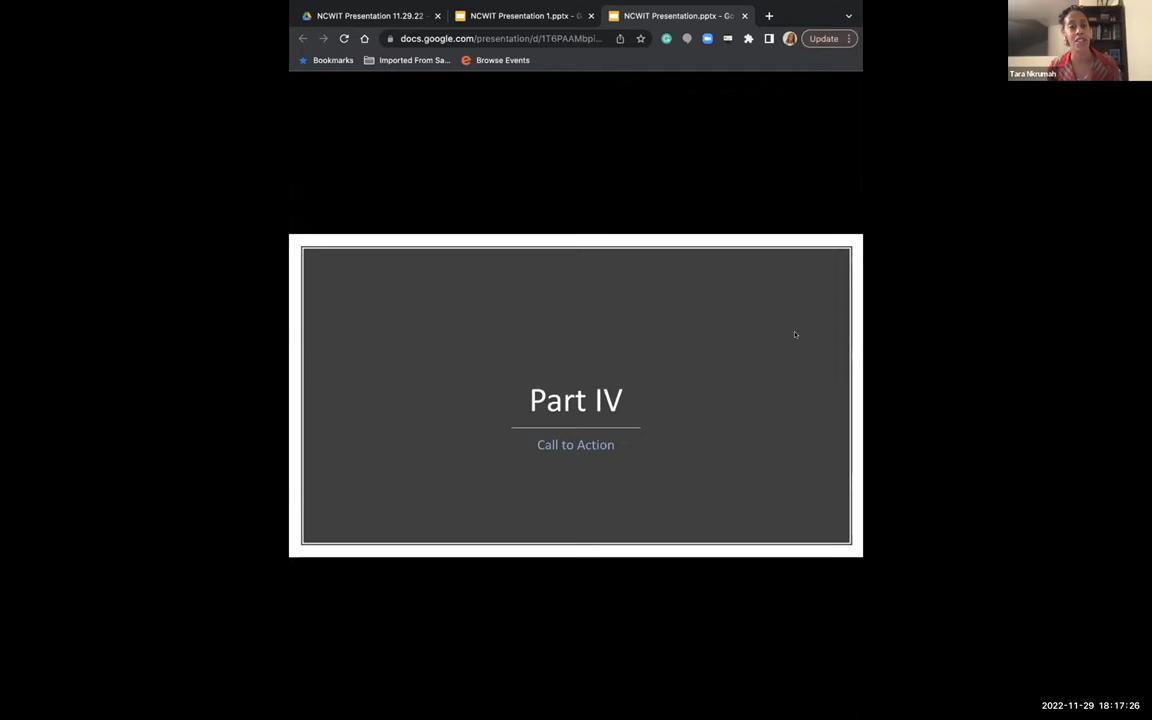 NCWIT Presentation 11.29.22 -
NCWIT Presentation 1.pptx - G
NCWIT Presentation.pptx - Go
docs.google.com/presentation/d/1T6PAAMbpi...
Update
Bookmarks
Imported From Sa...
Browse Events
Tara Nkrumah
Part IV
Call to Action
2022-11-29 18:17:26